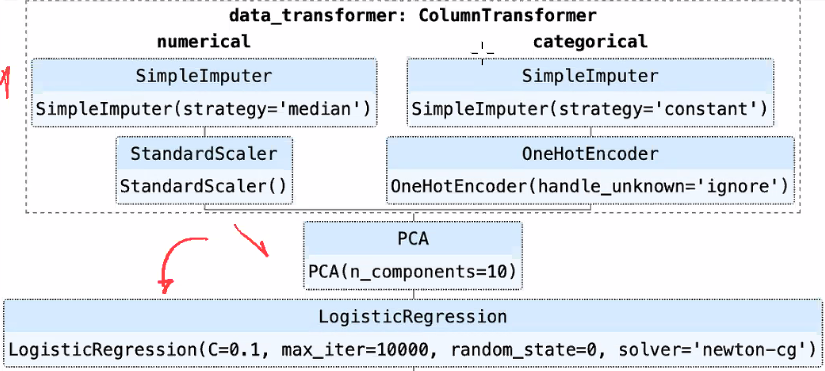 data_transformer: ColumnTransformer
numerical
categorical
SimpleImputer
SimpleImputer
SimpleImputer(strategy='median')
SimpleImputer(strategy='constant')
StandardScaler
OneHotEncoder
StandardScaler()
OneHotEncoder(handle_unknown='ignore')
PCA
PCA(n_components=10)
LogisticRegression
LogisticRegression(C=0.1, max_iter=10000, random_state=0, solver='newton-cg')